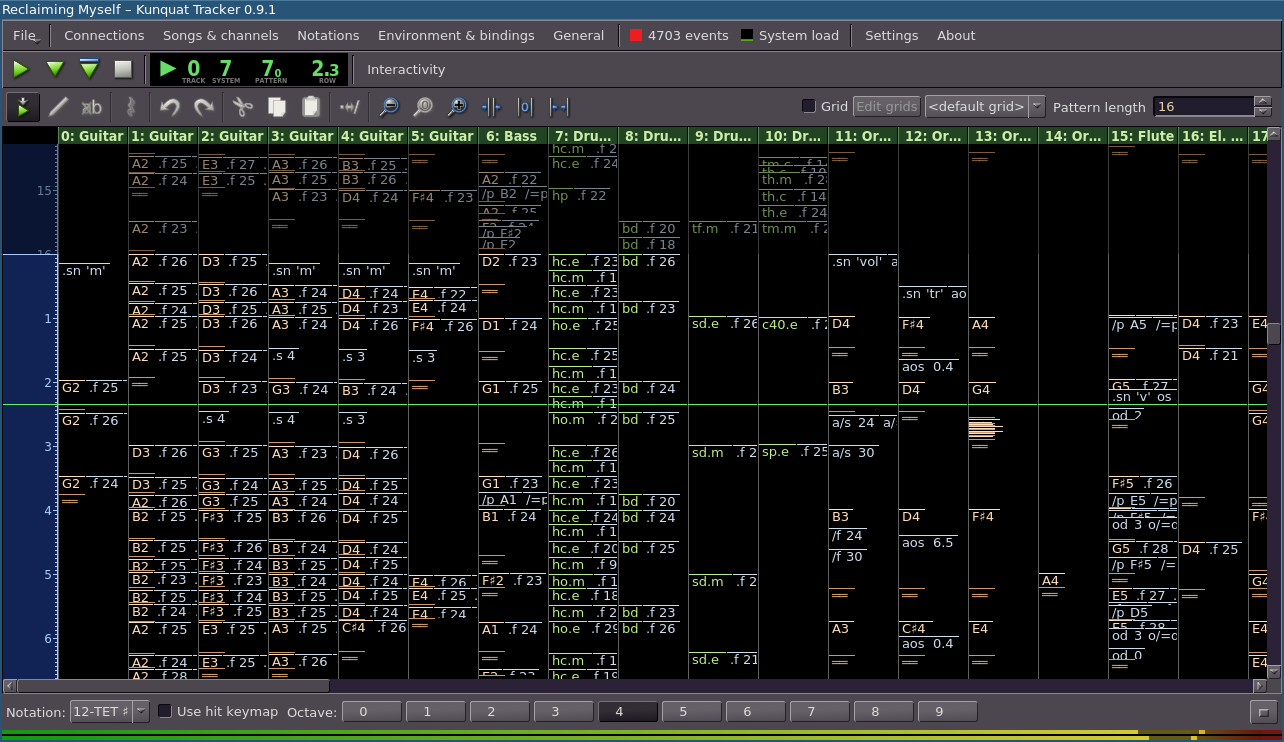 Reclaiming Myself – Kunquat Tracker 0.9.1
File Connections Songs & channels Notations Environment & bindings General 4703 events System load Settings About
0 TRACK 7 SYSTEM 7₀ PATTERN 2.3 ROW Interactivity
Grid Edit grids <default grid> Pattern length 16
0: Guitar 1: Guitar 2: Guitar 3: Guitar 4: Guitar 5: Guitar 6: Bass 7: Dru... 8: Dru... 9: Dru... 10: Dr... 11: Or... 12: Or... 13: Or... 14: Or... 15: Flute 16: El. ... 17
A2 .f 25 E3 .f 27 A3 .f 26 B3 .f 25 hc.e .f 24
A2 .f 24 E3 .f 25 A3 .f 25 B3 .f 26 A2 .f 22 th.m .f 2
15 A3 .f 23 D4 .f 24 F♯4 .f 23 /p B2 /=p hp .f 22 th.c .f 14
th.e .f 24
A2 .f 23 bd .f 20 tf.m .f 21 tm.m .f 2
/p E2 bd .f 18
A2 .f 26 D3 .f 25 D2 .f 23 hc.e .f 23 bd .f 26 .sn 'vol' a
.sn 'm' .sn 'm' .sn 'm' .sn 'm' hc.m .f 1
A2 .f 25 D3 .f 26 A3 .f 24 D4 .f 24 E4 .f 22 hc.e .f 23 .sn 'tr' ao
A2 .f 24 D3 .f 25 A3 .f 25 D4 .f 23 E4 .f 24 hc.m .f 1 bd .f 23
1 A2 .f 25 D3 .f 26 A3 .f 24 D4 .f 26 F♯4 .f 26 D1 .f 24 ho.e .f 25 sd.e .f 26 c40.e .f 2 D4 F♯4 A4 /p A5 /=p D4 .f 23 E4
A2 .f 25 D3 .f 24 .s 4 .s 3 .s 3 hc.e .f 25 D4 .f 21
hc.m .f 1 aos 0.4
2 G2 .f 25 D3 .f 23 G3 .f 24 B3 .f 24 G1 .f 25 hc.e .f 23 bd .f 24 B3 D4 G4 G5 .f 27 G4
hc.m .f 1 .sn 'v' os
G2 .f 26 .s 4 .s 4 .s 3 ho.m .f 2 bd .f 25 a/s 24 a/s od 2 G4
3 D3 .f 26 G3 .f 23 A3 .f 23 D4 .f 26 hc.e .f 26 sd.m .f 2 sp.e .f 25 a/s 30
hc.m .f 1
G2 .f 24 D3 .f 25 G3 .f 24 A3 .f 25 D4 .f 24 G1 .f 23 hc.e .f 23 F♯5 .f 26
A2 .f 26 G3 .f 25 A3 .f 24 D4 .f 24 /p A1 /=p hc.m .f 1 bd .f 20 /p E5 /=p
4 B2 .f 25 F♯3 .f 25 B3 .f 26 D4 .f 25 B1 .f 24 hc.e .f 24 bd .f 24 B3 D4 F♯4 F♯
hc.m .f 1 /f 24 od 3 o/=o
B2 .f 25 F♯3 .f 26 B3 .f 24 D4 .f 24 hc.e .f 20 bd .f 25 /f 30 aos 6.5 G5 .f 28 D4 .f 25
B2 .f 25 F♯3 .f 24 B3 .f 25 D4 .f 24 hc.m .f 9 /p F♯5 /=
5 B2 .f 23 F♯3 .f 23 B3 .f 24 D4 .f 24 E4 .f 26 F♯2 .f 23 ho.m .f 1 sd.m .f 2 A4 G4
B2 .f 25 F♯3 .f 24 B3 .f 25 D4 .f 25 E4 .f 25 hc.e .f 18 E5 .f 27
B2 .f 24 F♯3 .f 25 B3 .f 25 D4 .f 24 E4 .f 24 hc.m .f 2 bd .f 23 /p D5
A2 .f 25 E3 .f 25 A3 .f 25 C♯4 .f 26 A1 .f 24 ho.e .f 29 bd .f 26 A3 C♯4 E4 E5 .f 28 E4
6 aos 0.4 od 3 o/=o
A2 .f 24 E3 .f 25 A3 .f 26 hc.m .f 1 sd.e .f 21 od 0 E4
A2 .f 28 hc.e .f 19
Notation: 12-TET ♯ Use hit keymap Octave: 0 1 2 3 4 5 6 7 8 9